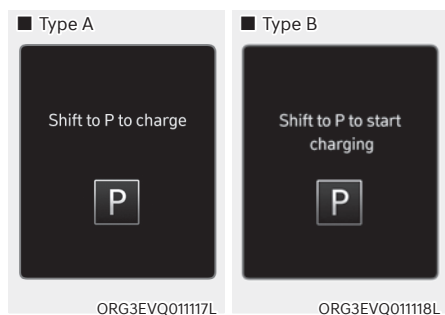 ■ Type A
Shift to P to charge
P
ORG3EVQ011117L
■ Type B
Shift to P to start
charging
P
ORG3EVQ011118L